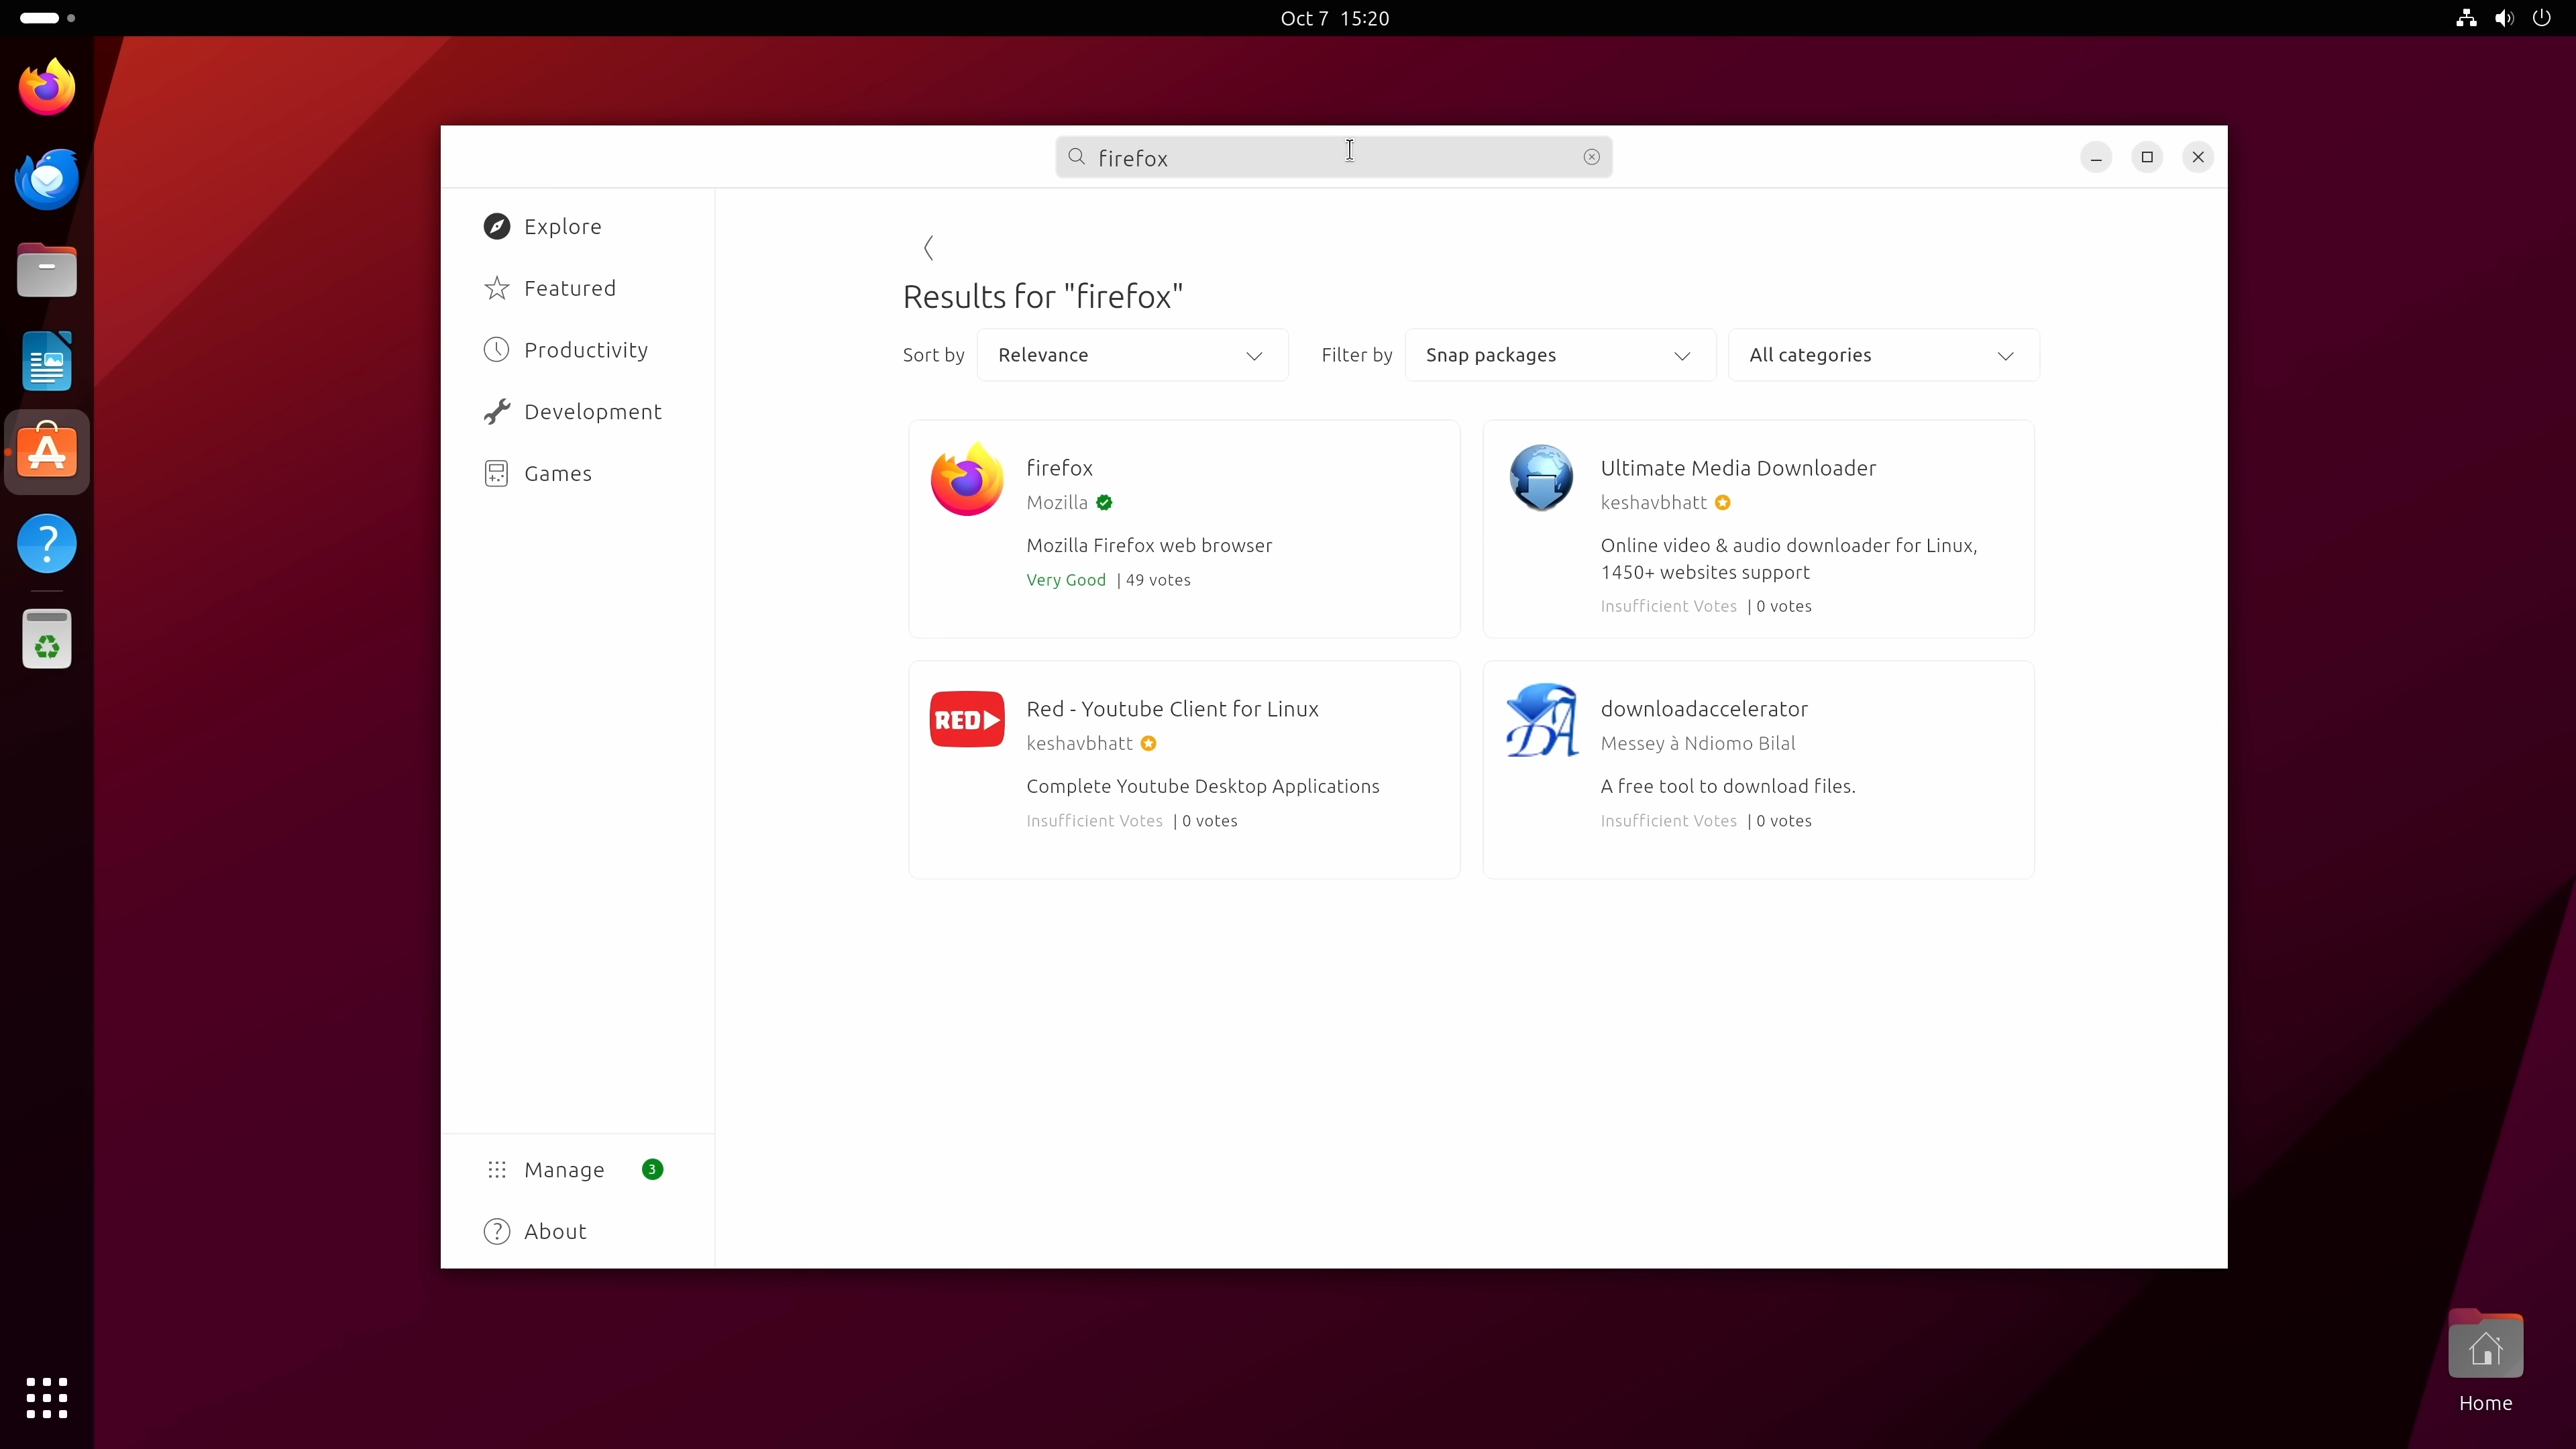 Oct 7 15:20
firefox
Explore
Featured
Productivity
Development
Games
Manage 3
About
Results for "firefox"
Sort by Relevance Filter by Snap packages All categories
firefox
Mozilla
Mozilla Firefox web browser
Very Good | 49 votes
Ultimate Media Downloader
keshavbhatt
Online video & audio downloader for Linux,
1450+ websites support
Insufficient Votes | 0 votes
RED
Red - Youtube Client for Linux
keshavbhatt
Complete Youtube Desktop Applications
Insufficient Votes | 0 votes
DA
downloadaccelerator
Messey à Ndiomo Bilal
A free tool to download files.
Insufficient Votes | 0 votes
Home